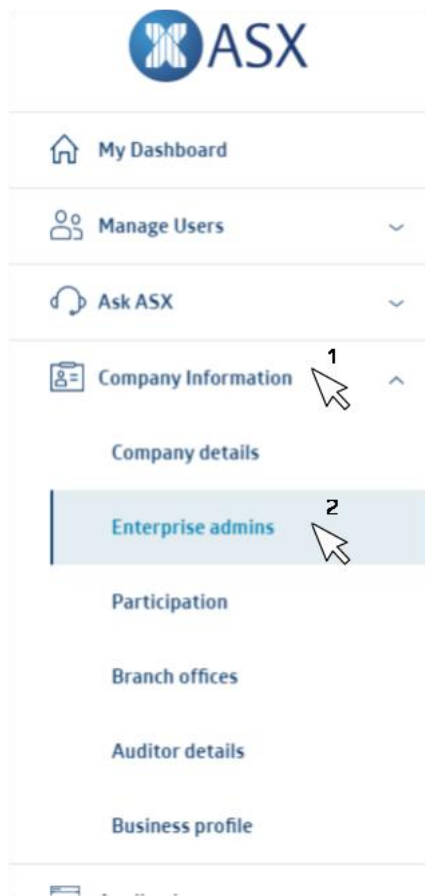 ASX
My Dashboard
Manage Users
Ask ASX
1
Company Information
Company details
2
Enterprise admins
Participation
Branch offices
Auditor details
Business profile